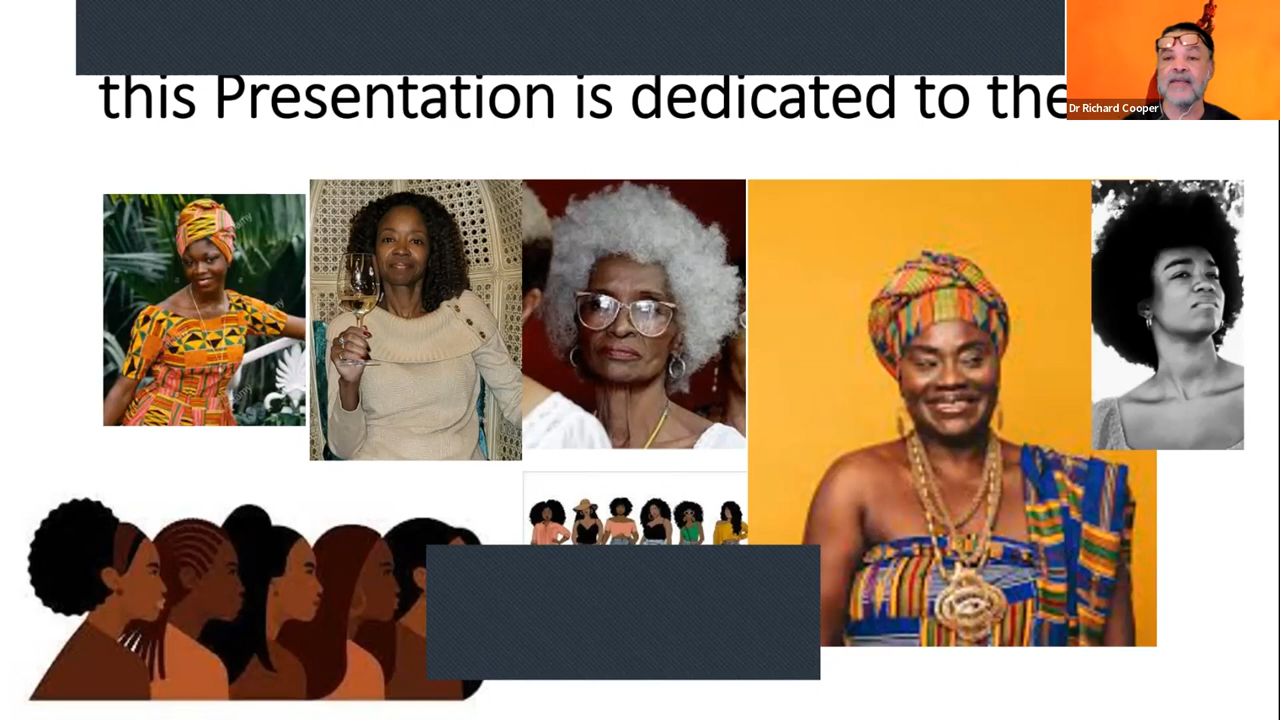 this Presentation is dedicated to the
Dr Richard Cooper